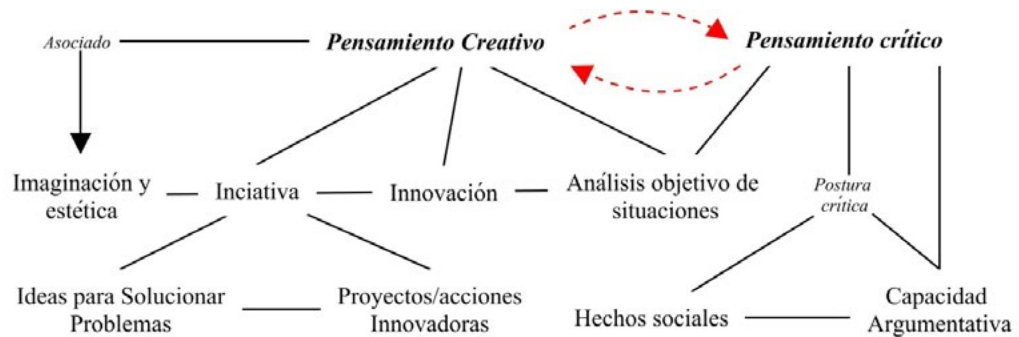 Asociado
Pensamiento Creativo
Pensamiento crítico
Imaginación y
estética
Inciativa
Innovación
Análisis objetivo de
situaciones
Postura
crítica
Ideas para Solucionar
Problemas
Proyectos/acciones
Innovadoras
Hechos sociales
Capacidad
Argumentativa